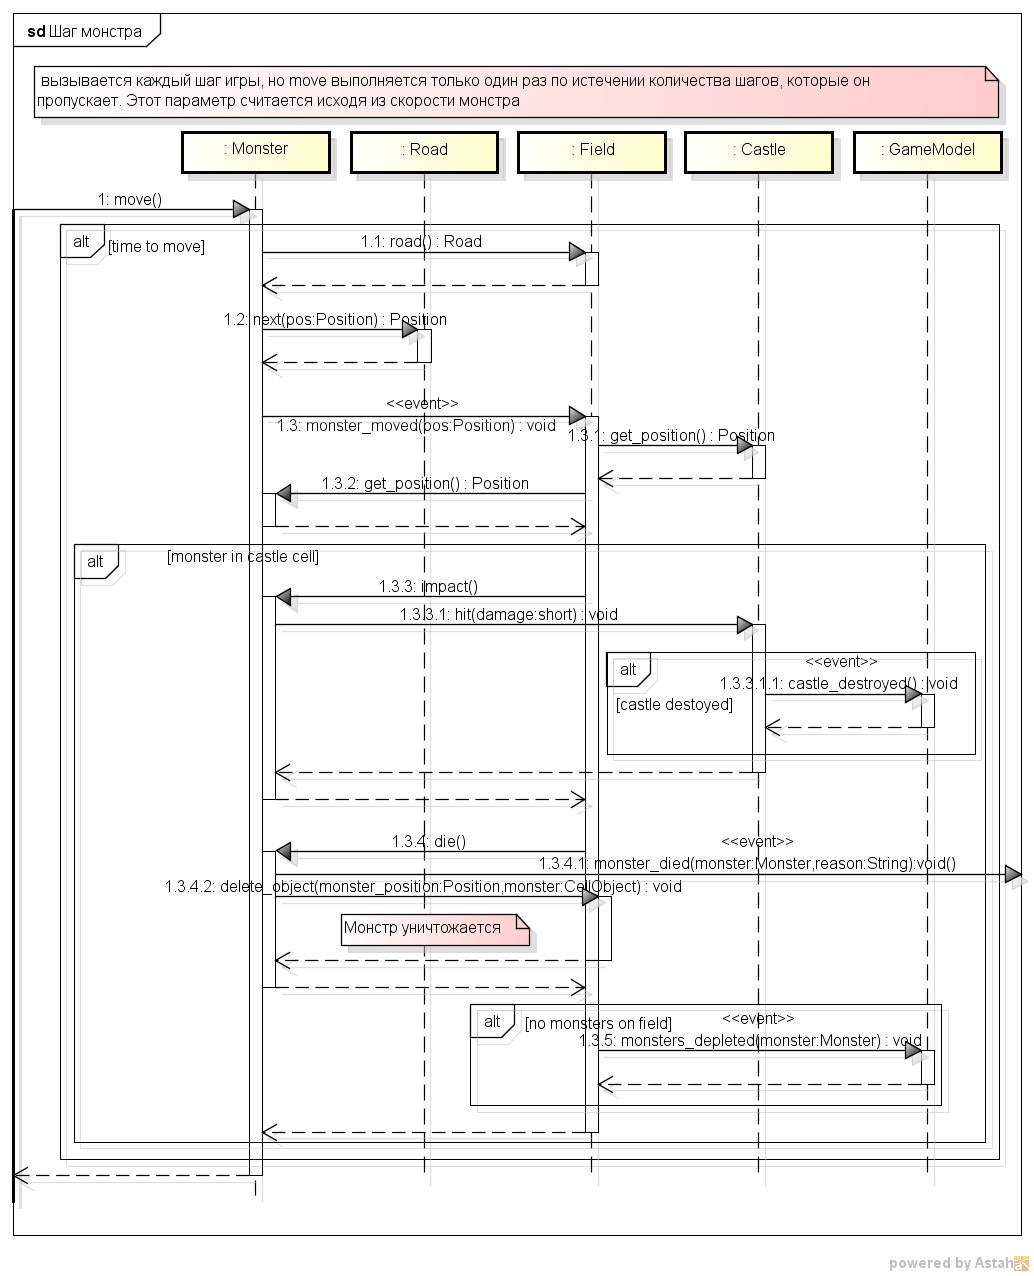 sd Шаг монстра
вызывается каждый шаг игры, но move выполняется только один раз по истечении количества шагов, которые он
пропускает. Этот параметр считается исходя из скорости монстра
: Monster
: Road
: Field
: Castle
: GameModel
1: move()
alt
[time to move]
1.1: road() : Road
1.2: next(pos:Position) : Position
<<event>>
1.3: monster_moved(pos:Position) : void
1.3.1: get_position() : Position
1.3.2: get_position() : Position
alt
[monster in castle cell]
1.3.3: impact()
1.3.3.1: hit(damage:short) : void
alt
<<event>>
1.3.3.1.1: castle_destroyed() : void
[castle destoyed]
1.3.4: die()
<<event>>
1.3.4.1: monster_died(monster:Monster,reason:String):void()
1.3.4.2: delete_object(monster_position:Position,monster:CellObject) : void
Монстр уничтожается
alt
[no monsters on field]
<<event>>
1.3.5: monsters_depleted(monster:Monster) : void
powered by Astah